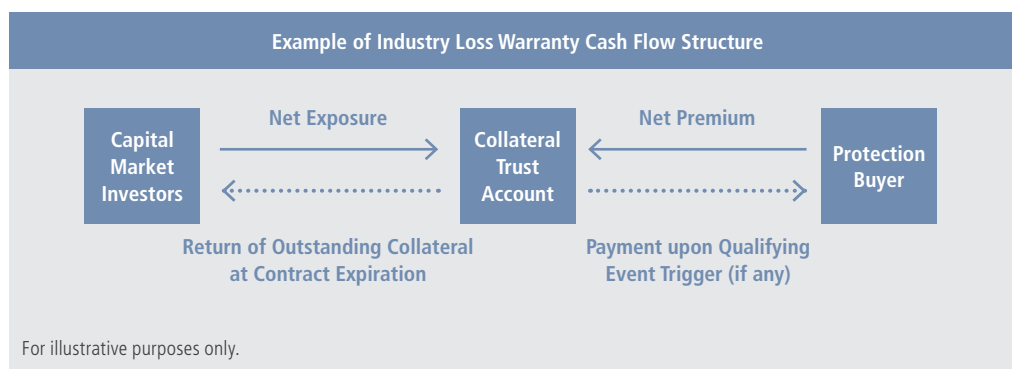 Example of Industry Loss Warranty Cash Flow Structure
Capital
Market
Investors
Net Exposure
Collateral
Trust
Account
Net Premium
Protection
Buyer
Return of Outstanding Collateral
at Contract Expiration
Payment upon Qualifying
Event Trigger (if any)
For illustrative purposes only.